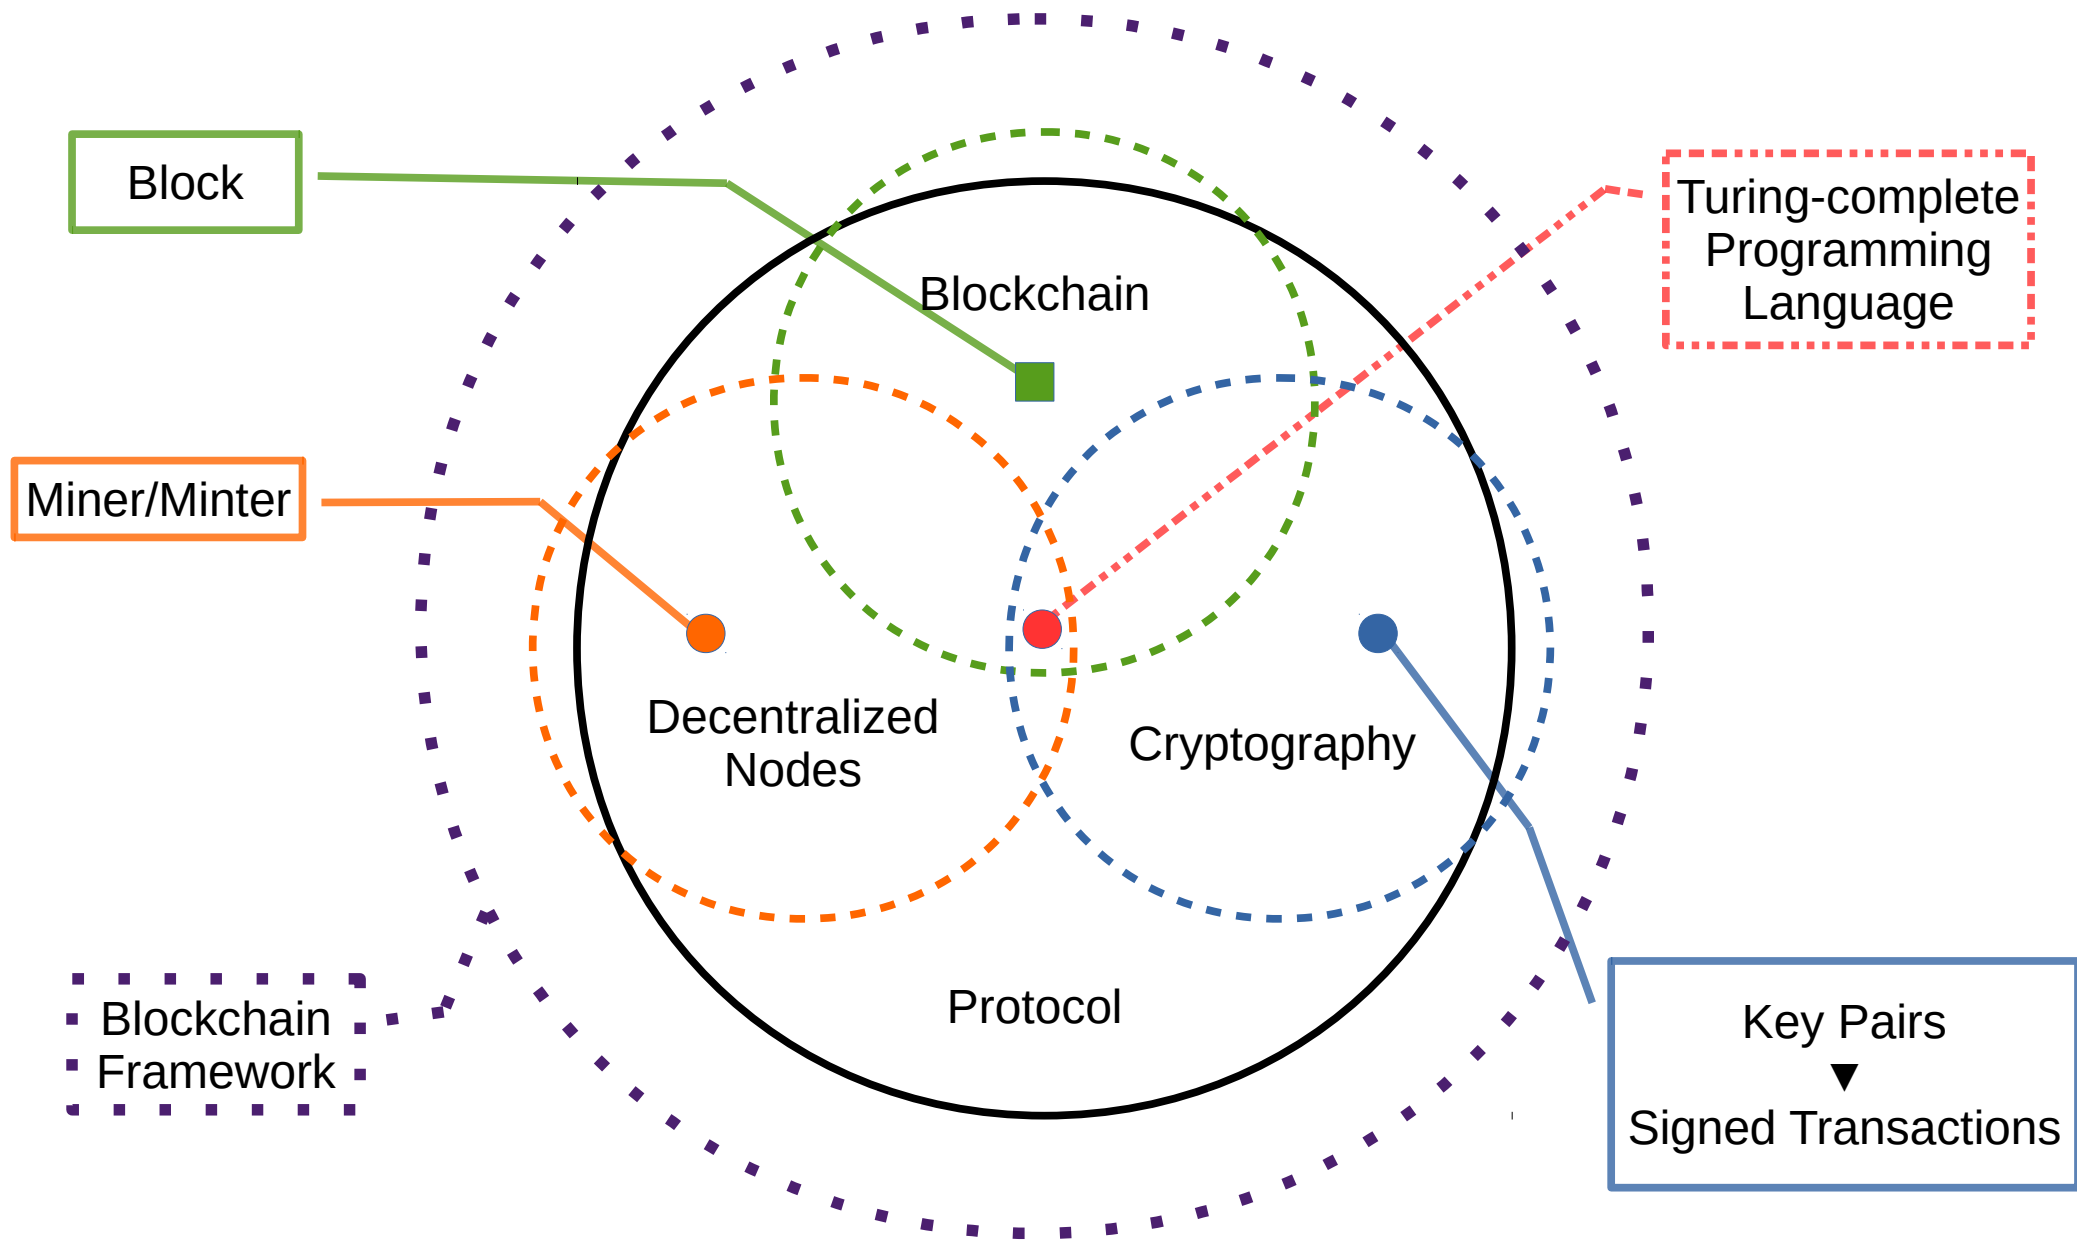 Block
Turing-complete
Programming
Language
Blockchain
Miner/Minter
Decentralized
Nodes
Cryptography
Protocol
Blockchain
Framework
Key Pairs
▼
Signed Transactions